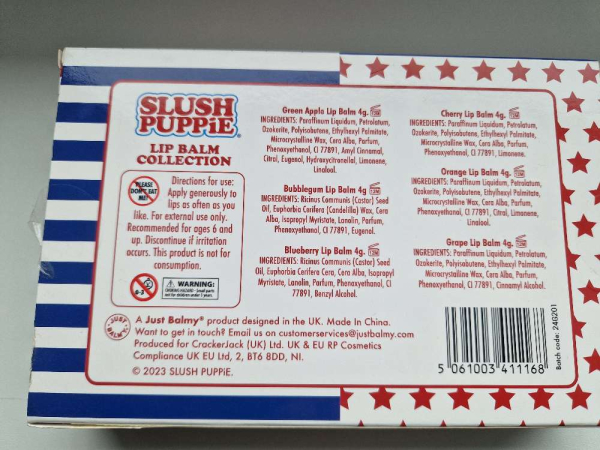 SLUSH
PUPPiE
LIP BALM
COLLECTION
PLEASE
DON'T EAT
ME!
Directions for use:
Apply generously to
lips as often as you
like. For external use only.
Recommended for ages 6 and
up. Discontinue if irritation
occurs. This product is not for
consumption.
0-3
WARNING:
Green Apple Lip Balm 4g.
INGREDIENTS: Paraffinum Liquidum, Petrolatum,
Ozokerite, Polyisobutene, Ethylhexyl Palmitate,
Microcrystalline Wax, Cera Alba, Parfum,
Phenoxyethanol, CI 77891, Amyl Cinnamal,
Citral, Eugenol, Hydroxycitronellal, Limonene,
Linalool.
Bubblegum Lip Balm 4g
INGREDIENTS: Ricinus Communis (Castor) Seed
Oil, Euphorbia Cerifera (Candelilla) Wax, Cera
Alba, Isopropyl Myristate, Lanolin, Parfum,
Phenoxyethanol, CI 77891, Eugenol.
Blueberry Lip Balm 4g.
INGREDIENTS: Ricinus Communis (Castor) Seed
Oil, Euphorbia Cerifera Cera, Cera Alba, Isopropyl
Myristate, Lanolin, Parfum, Phenoxyethanol, CI
77891, Benzyl Alcohol.
Cherry Lip Balm 4g.
INGREDIENTS: Paraffinum Liquidum, Petrolatum,
Ozokerite, Polyisobutene, Ethylhexyl Palmitate,
Microcrystalline Wax, Cera Alba, Parfum,
Phenoxyethanol, CI 77891, Limonene.
Orange Lip Balm 4g.
INGREDIENTS: Paraffinum Liquidum, Petrolatum,
Ozokerite, Polyisobutene, Ethylhexyl Palmitate,
Microcrystalline Wax, Cera Alba, Parfum,
Phenoxyethanol, CI 77891, Citral, Limonene,
Linalool.
Grape Lip Balm 4g.
INGREDIENTS: Paraffinum Liquidum, Petrolatum,
Ozokerite, Polyisobutene, Ethylhexyl Palmitate,
Microcrystalline Wax, Cera Alba, Parfum,
Phenoxyethanol, CI 77891, Cinnamyl Alcohol.
JUST
BALMY
A Just Balmy® product designed in the UK. Made In China.
Want to get in touch? Email us on customerservices@justbalmy.com
Produced for CrackerJack (UK) Ltd. UK & EU RP Cosmetics
Compliance UK EU Ltd, 2, BT6 8DD, NI.
© 2023 SLUSH PUPPiE.
5 061003 411168
Batch code: 24G201